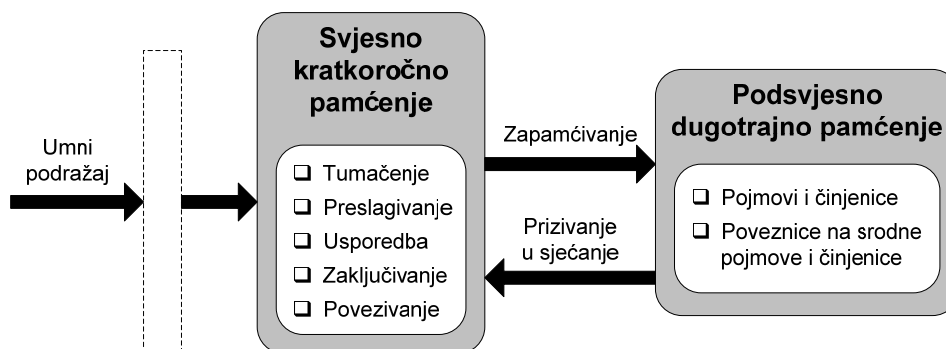 Umni
podražaj
Svjesno
kratkoročno
pamćenje
❑ Tumačenje
❑ Preslagivanje
❑ Usporedba
❑ Zaključivanje
❑ Povezivanje
Zapamćivanje
Prizivanje
u sjećanje
Podsvjesno
dugotrajno pamćenje
❑ Pojmovi i činjenice
❑ Poveznice na srodne
pojmove i činjenice